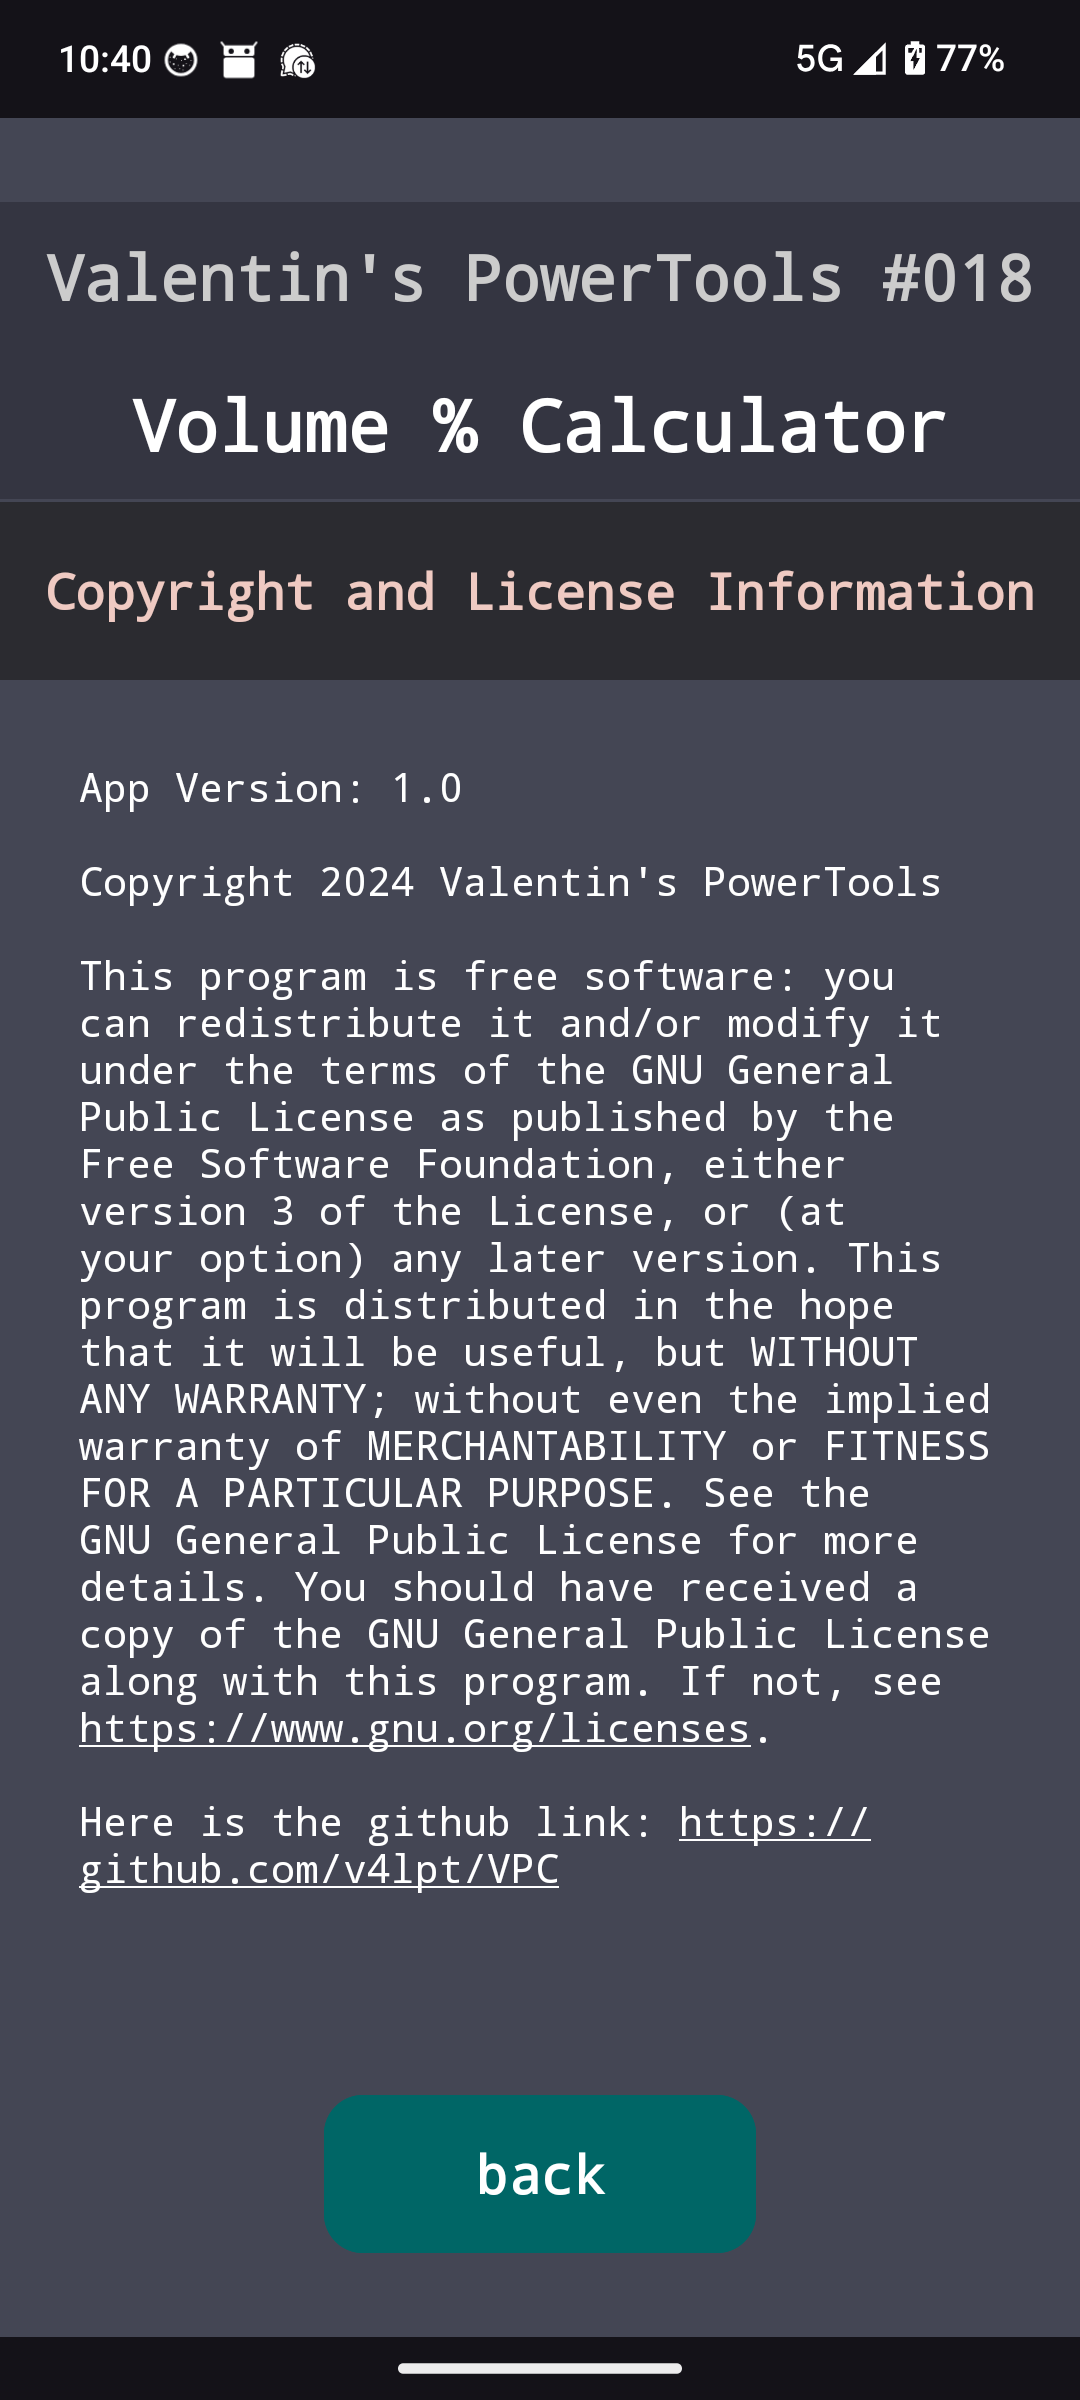 10:40 5G 77%
Valentin's PowerTools #018
Volume % Calculator
Copyright and License Information
App Version: 1.0
Copyright 2024 Valentin's PowerTools
This program is free software: you
can redistribute it and/or modify it
under the terms of the GNU General
Public License as published by the
Free Software Foundation, either
version 3 of the License, or (at
your option) any later version. This
program is distributed in the hope
that it will be useful, but WITHOUT
ANY WARRANTY; without even the implied
warranty of MERCHANTABILITY or FITNESS
FOR A PARTICULAR PURPOSE. See the
GNU General Public License for more
details. You should have received a
copy of the GNU General Public License
along with this program. If not, see
https://www.gnu.org/licenses.
Here is the github link: https://
github.com/v4lpt/VPC
back